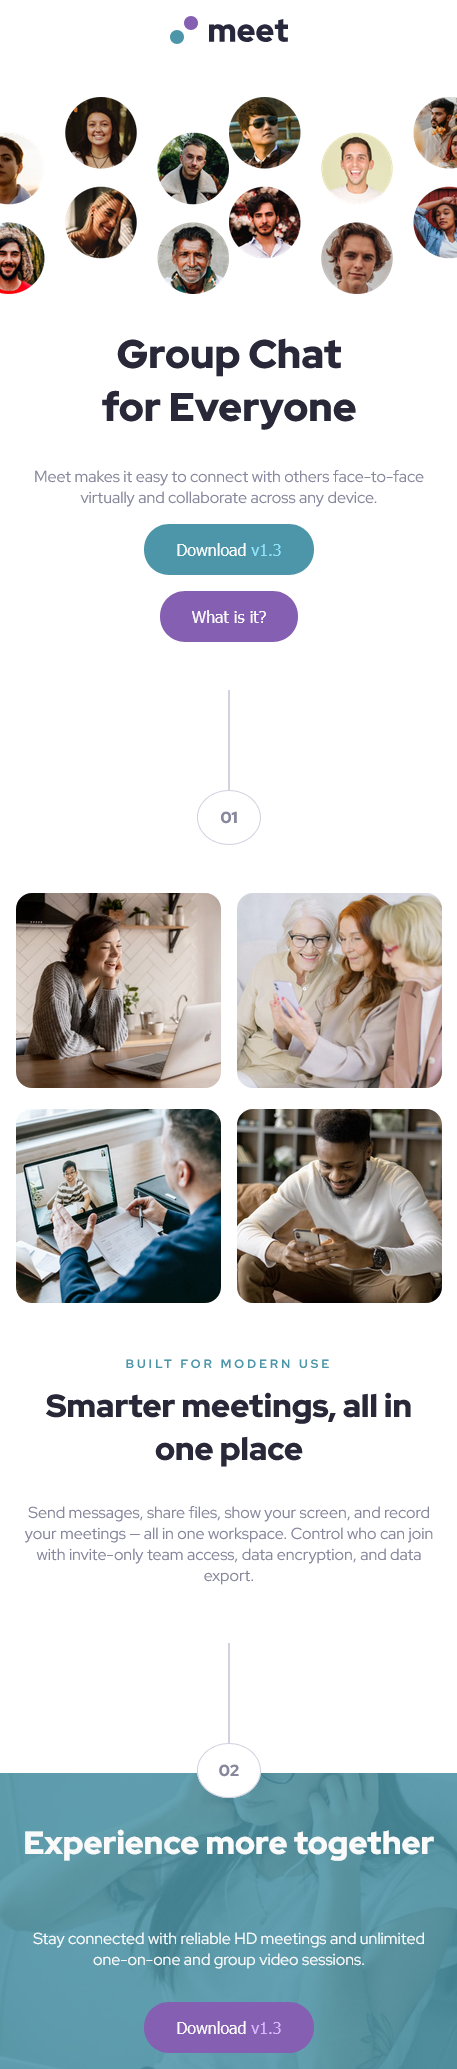 meet
Group Chat
for Everyone
Meet makes it easy to connect with others face-to-face
virtually and collaborate across any device.
Download v1.3
What is it?
01
BUILT FOR MODERN USE
Smarter meetings, all in
one place
Send messages, share files, show your screen, and record
your meetings — all in one workspace. Control who can join
with invite-only team access, data encryption, and data
export.
02
Experience more together
Stay connected with reliable HD meetings and unlimited
one-on-one and group video sessions.
Download v1.3